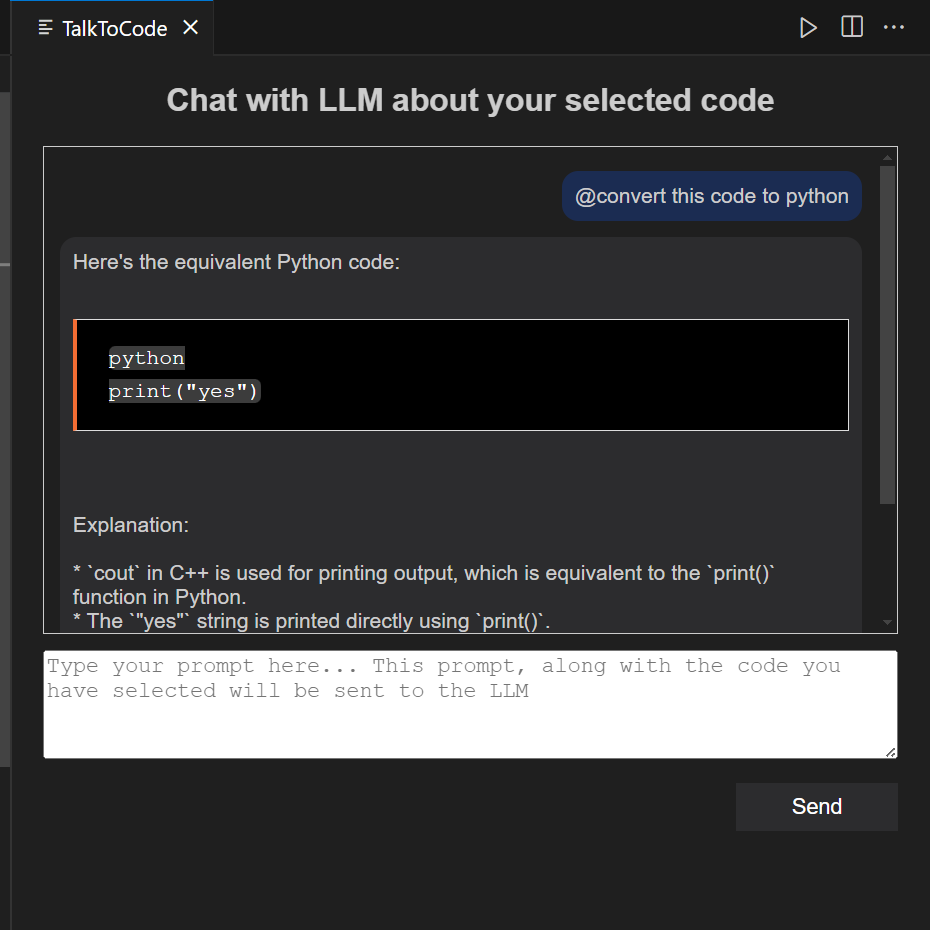 TalkToCode
Chat with LLM about your selected code
@convert this code to python
Here's the equivalent Python code:
python
print("yes")
Explanation:
* `cout` in C++ is used for printing output, which is equivalent to the `print()`
function in Python.
* The `"yes"` string is printed directly using `print()`.
Type your prompt here... This prompt, along with the code you
have selected will be sent to the LLM
Send